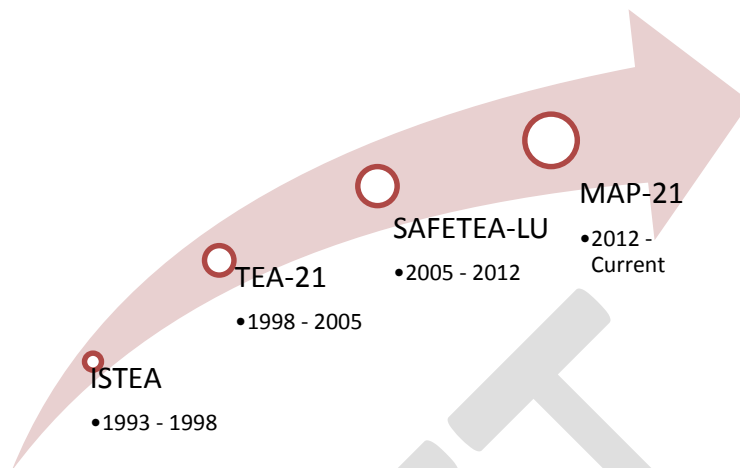 ISTEA
•1993 - 1998
TEA-21
•1998 - 2005
SAFETEA-LU
•2005 - 2012
MAP-21
•2012 -
Current